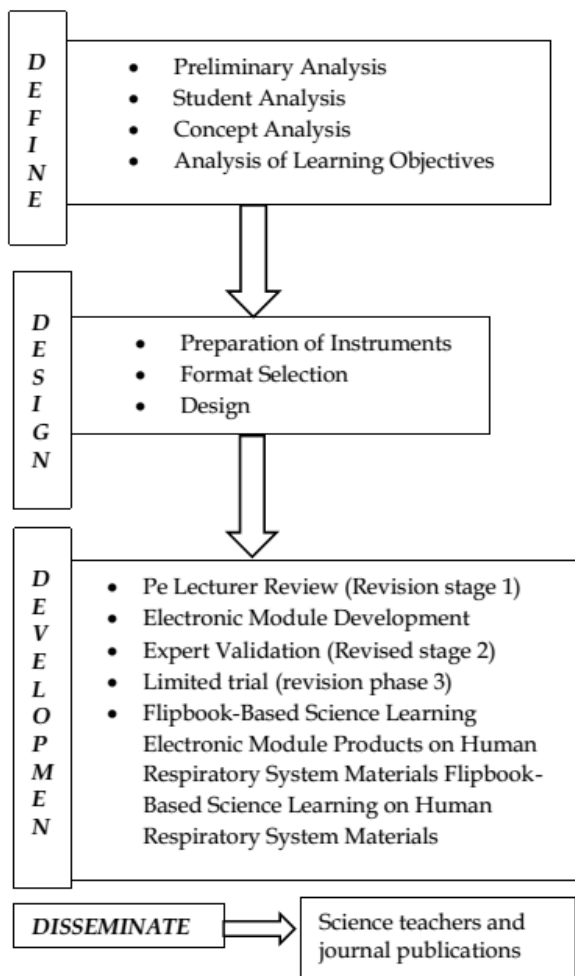 DEFINE
• Preliminary Analysis
• Student Analysis
• Concept Analysis
• Analysis of Learning Objectives
DESIGN
• Preparation of Instruments
• Format Selection
• Design
DEVELOPMEN
• Pe Lecturer Review (Revision stage 1)
• Electronic Module Development
• Expert Validation (Revised stage 2)
• Limited trial (revision phase 3)
• Flipbook-Based Science Learning
Electronic Module Products on Human
Respiratory System Materials Flipbook-
Based Science Learning on Human
Respiratory System Materials
DISSEMINATE
Science teachers and
journal publications